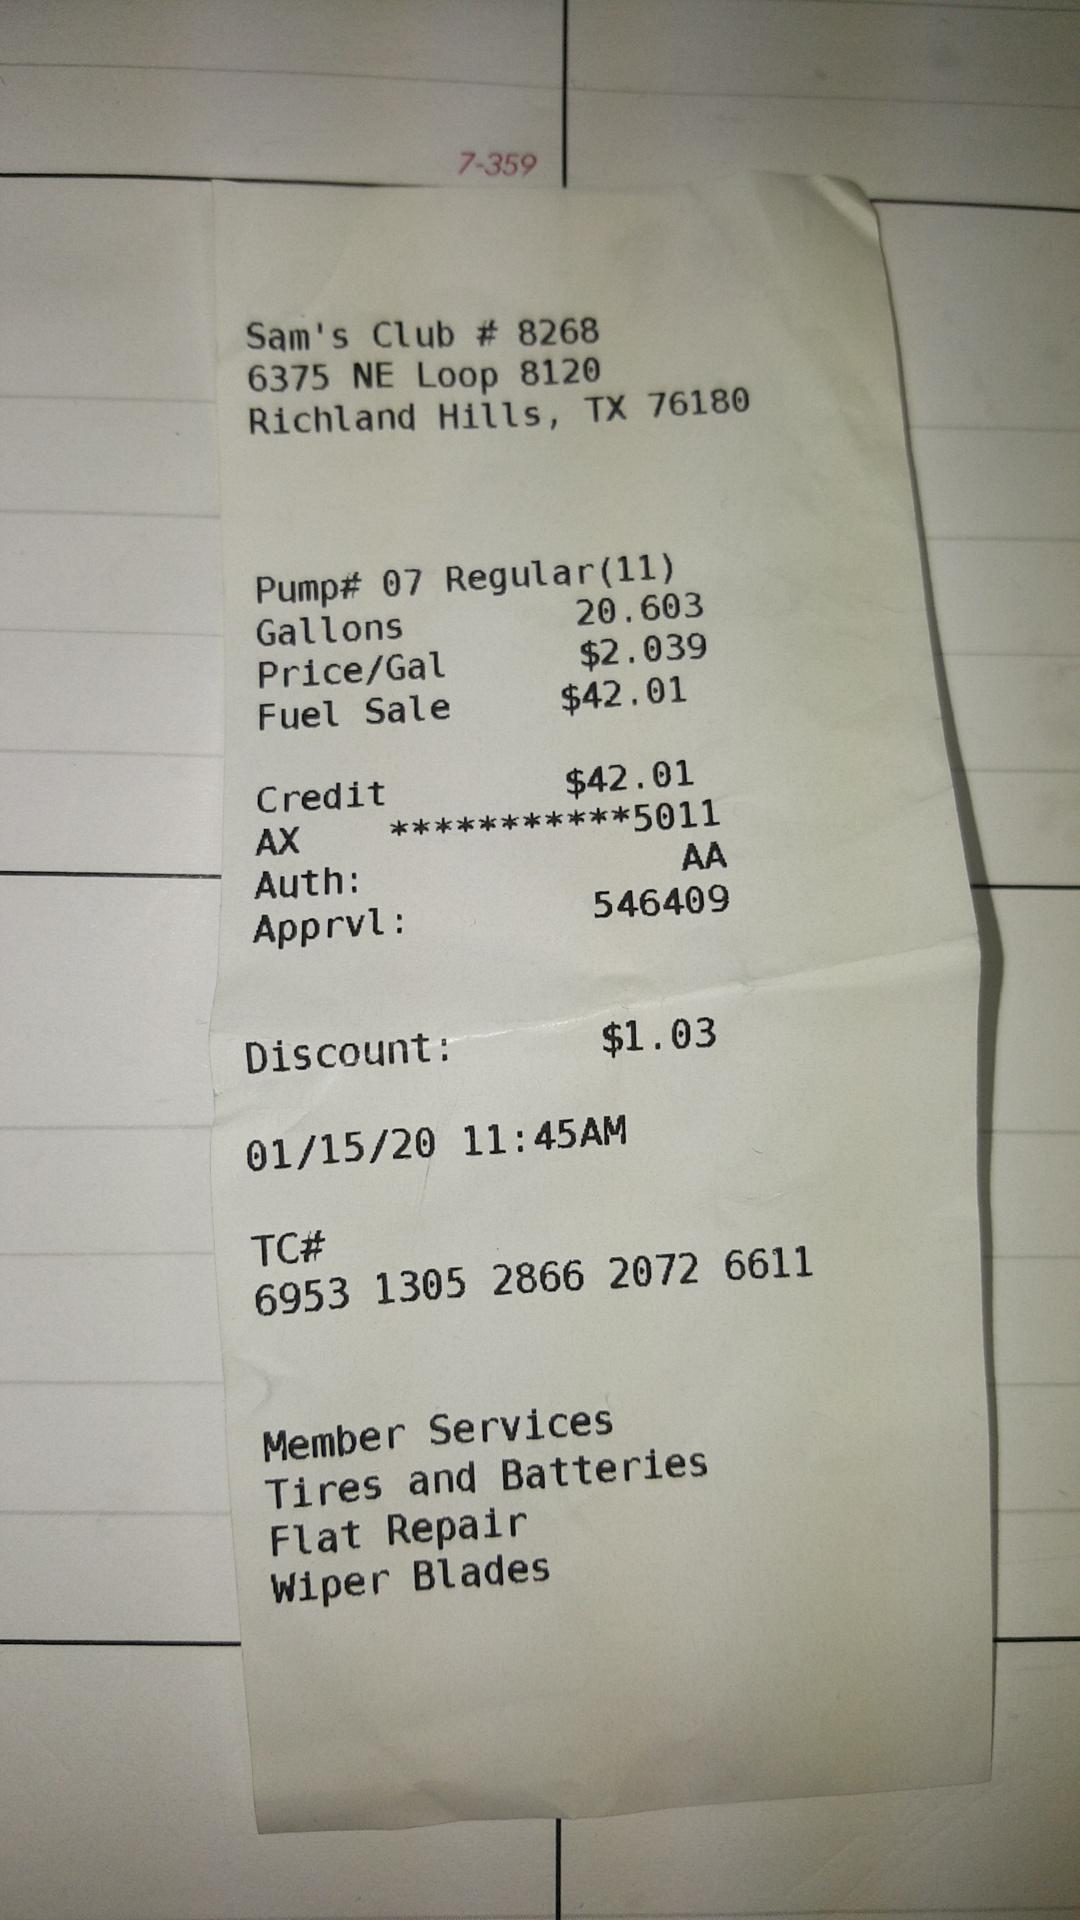 7-359
Sam's Club # 8268
6375 NE Loop 8120
Richland Hills, TX 76180
Pump# 07 Regular(11)
Gallons 20.603
Price/Gal $2.039
Fuel Sale $42.01
Credit $42.01
AX ***********5011
Auth: AA
Apprvl: 546409
Discount: $1.03
01/15/20 11:45AM
TC#
6953 1305 2866 2072 6611
Member Services
Tires and Batteries
Flat Repair
Wiper Blades